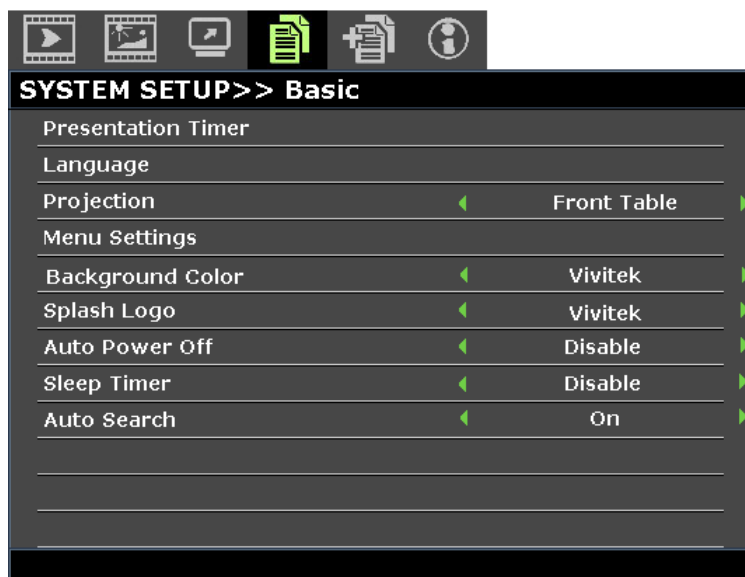 SYSTEM SETUP>> Basic
Presentation Timer
Language
Projection Front Table
Menu Settings
Background Color Vivitek
Splash Logo Vivitek
Auto Power Off Disable
Sleep Timer Disable
Auto Search On